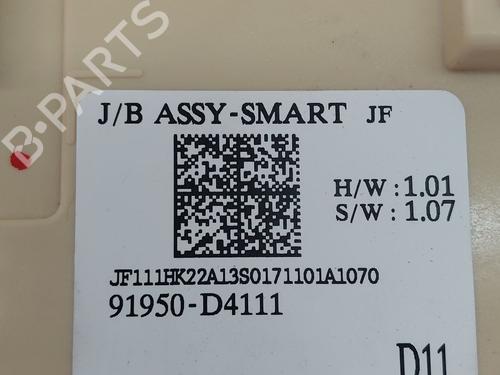 B-PARTS
J/B ASSY-SMART JF
H/W : 1.01
S/W : 1.07
JF111HK22A13S0171101A1070
91950-D4111
D11